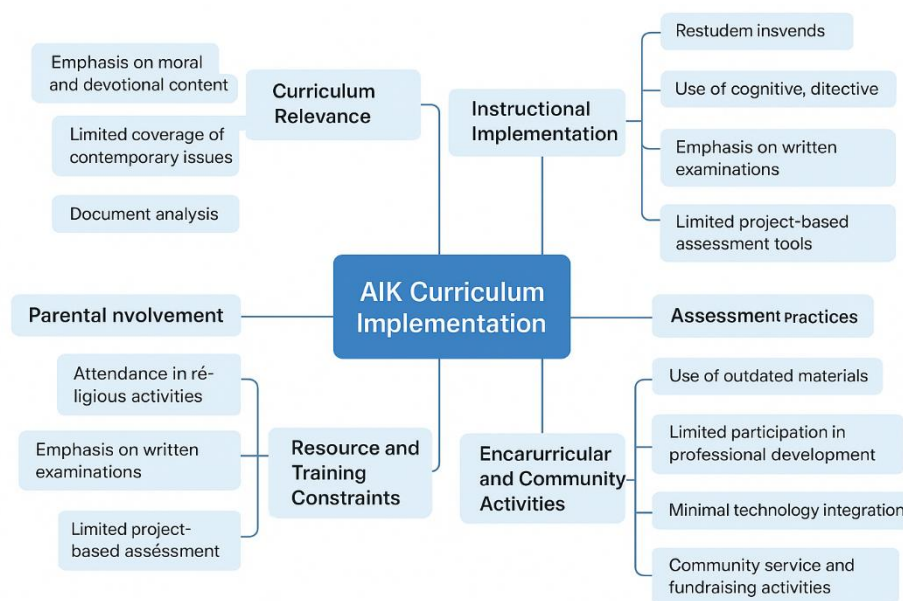 Emphasis on moral
and devotional content
Curriculum
Relevance
Limited coverage of
contemporary issues
Document analysis
Instructional
Implementation
Restudem insvends
Use of cognitive, ditective
Emphasis on written
examinations
Limited project-based
assessment tools
AIK Curriculum
Implementation
Parental nvolvement
Assessment Practices
Attendance in ré-
ligious activities
Emphasis on written
examinations
Limited project-
based asséssment
Resource and
Training
Constraints
Encarurricular
and Community
Activities
Use of outdated materials
Limited participation in
professional development
Minimal technology integration
Community service and
fundraising activities